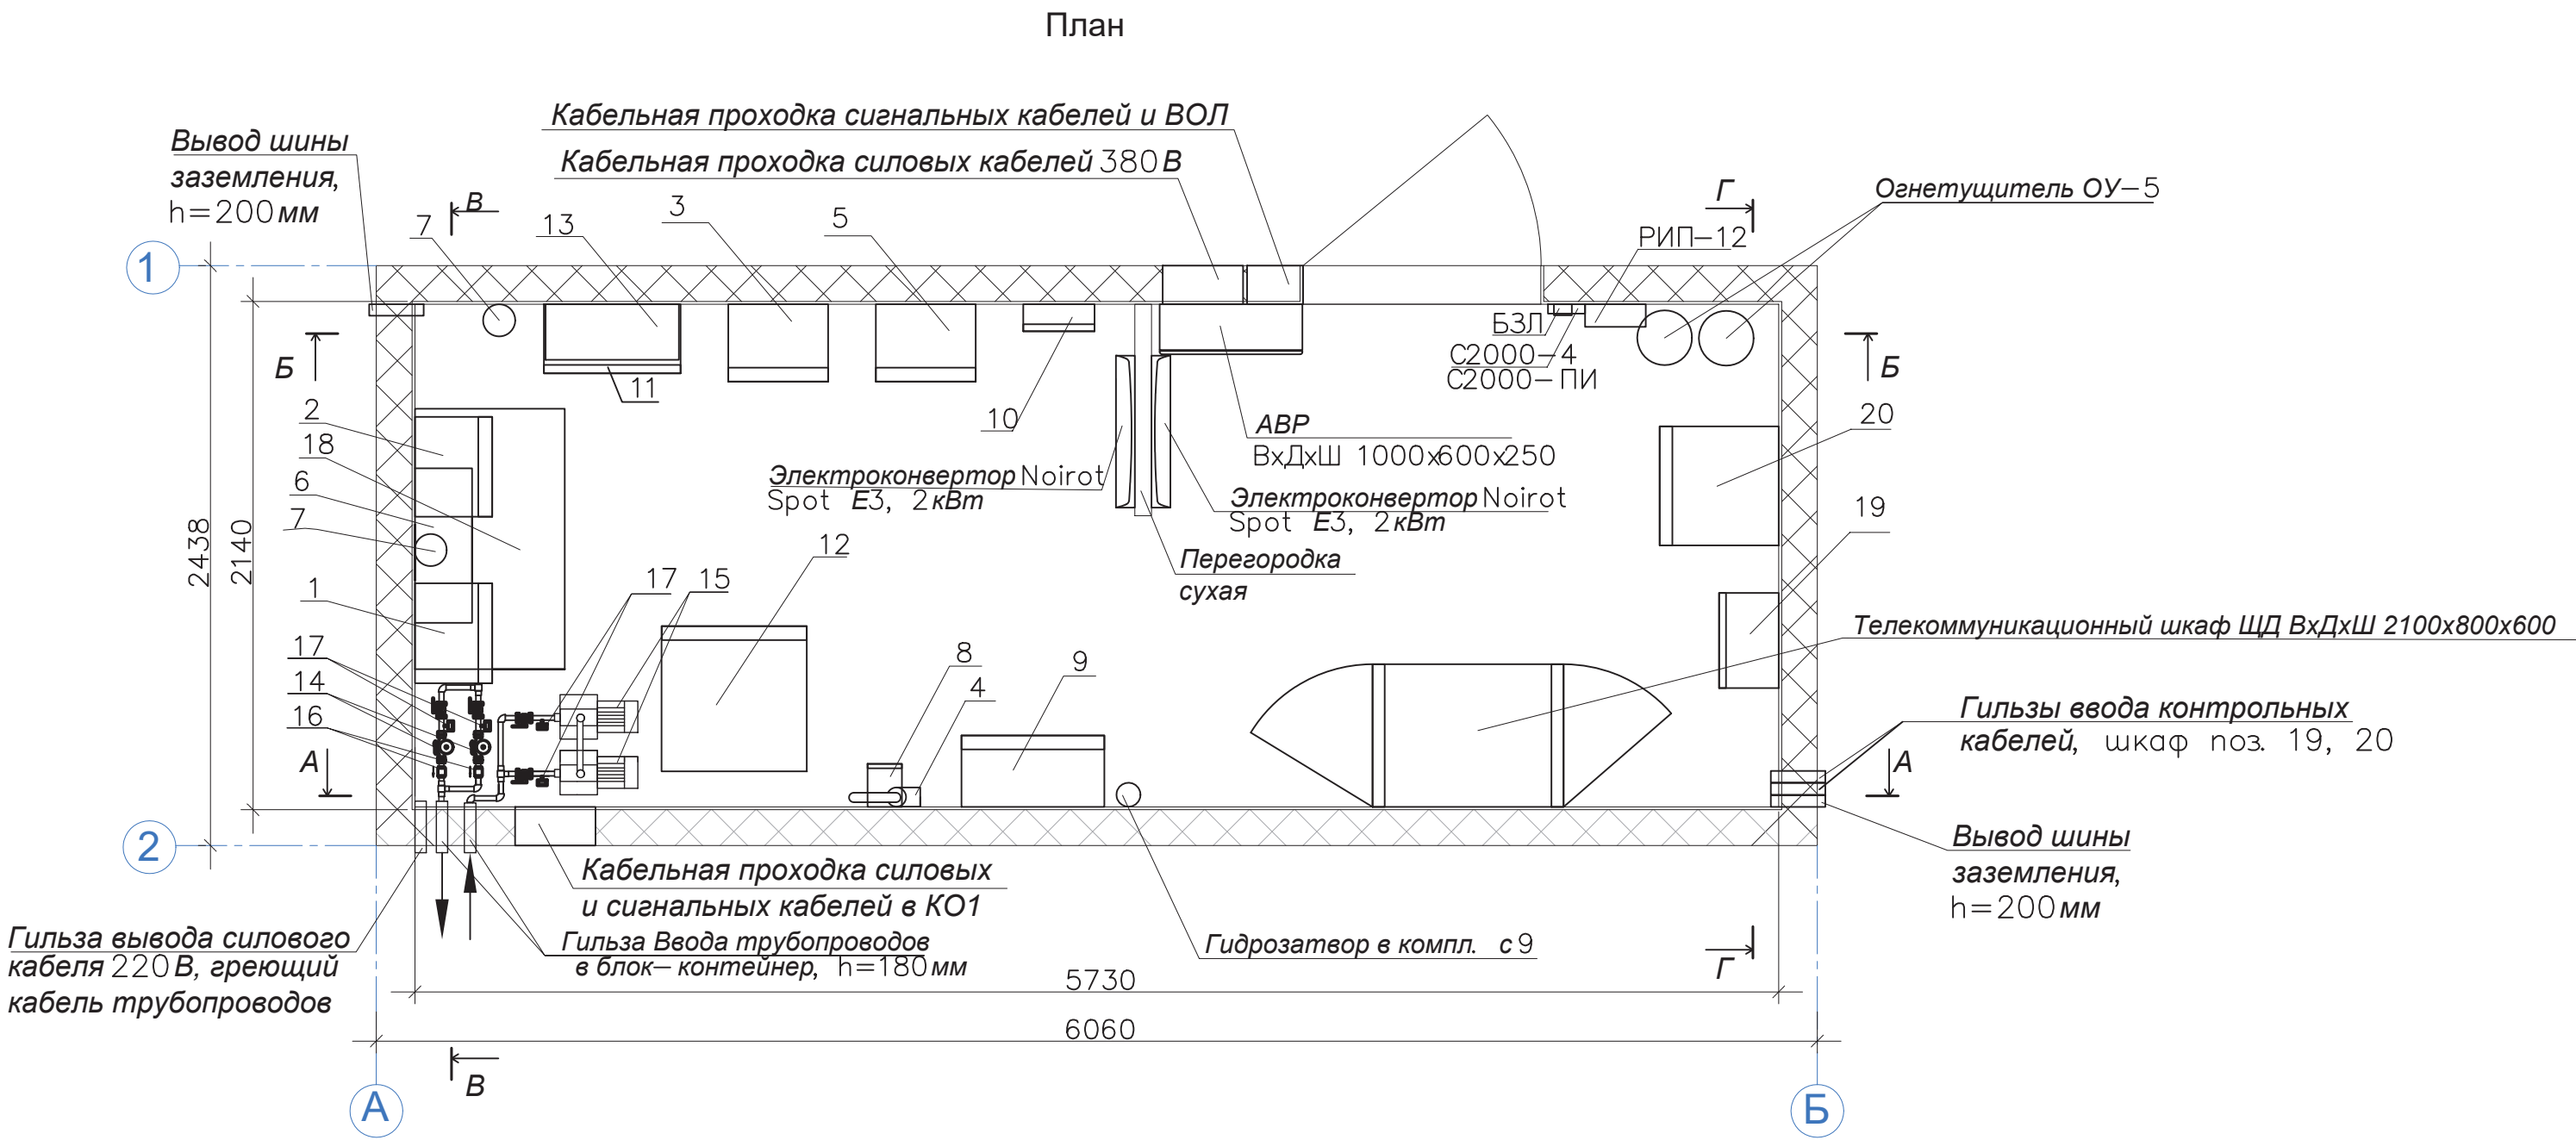 План
Кабельная проходка сигнальных кабелей и ВОЛ
Кабельная проходка силовых кабелей 380 В
Вывод шины
заземления,
h=200 мм
В
Г
Огнетущитель ОУ-5
7
13
3
5
РИП-12
1
БЗЛ
С2000-4
С2000-ПИ
Б
Б
11
10
2
18
6
7
1
17
14
16
АВР
ВхДхШ 1000х600х250
20
19
Электроконвертор Noirot
Spot E3, 2 кВт
Электроконвертор Noirot
Spot E3, 2 кВт
Перегородка
сухая
2438
2140
12
17
15
8
4
9
Телекоммуникационный шкаф ЩД ВхДхШ 2100х800х600
Гильзы ввода контрольных
кабелей, шкаф поз. 19, 20
А
А
2
Вывод шины
заземления,
h=200 мм
Кабельная проходка силовых
и сигнальных кабелей в КО1
Гильза вывода силового
кабеля 220 В, греющий
кабель трубопроводов
Гильза Ввода трубопроводов
в блок-контейнер, h=180 мм
Гидрозатвор в компл. с 9
Г
5730
6060
В
А
Б